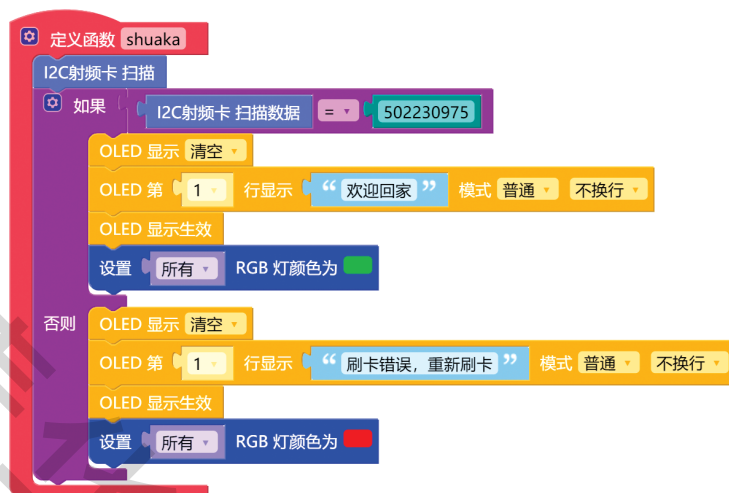 定义函数 shuaka
I2C射频卡 扫描
如果 I2C射频卡 扫描数据 = 502230975
OLED 显示 清空
OLED 第 1 行显示 “ 欢迎回家 ” 模式 普通 不换行
OLED 显示生效
设置 所有 RGB 灯颜色为
否则 OLED 显示 清空
OLED 第 1 行显示 “ 刷卡错误，重新刷卡 ” 模式 普通 不换行
OLED 显示生效
设置 所有 RGB 灯颜色为